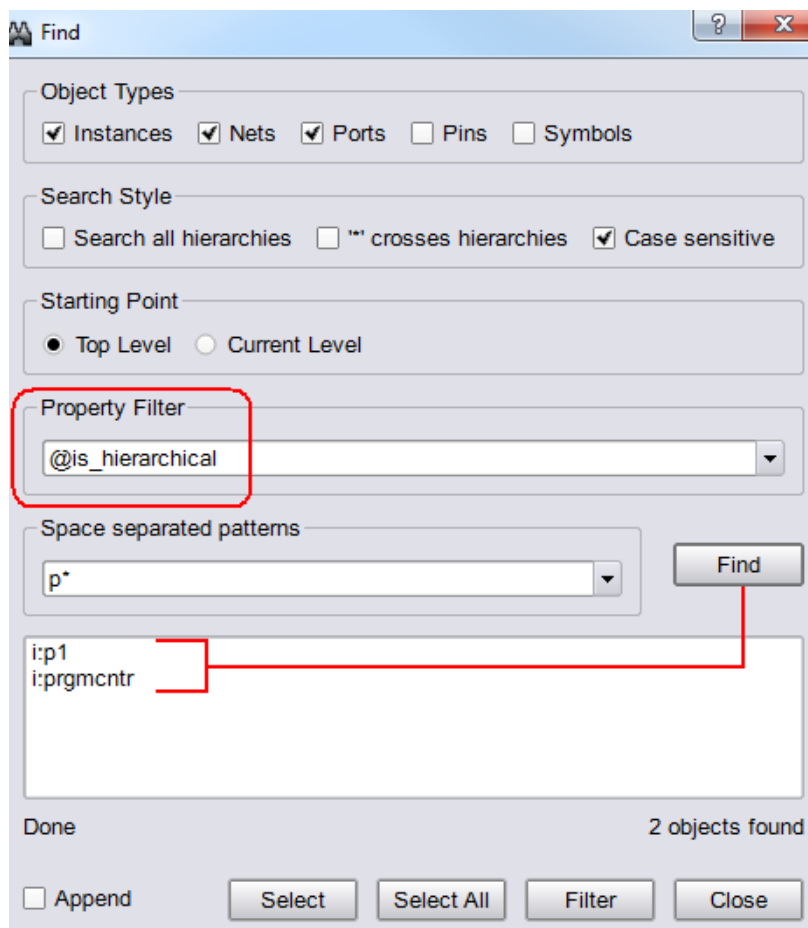 Find
?
x
Object Types
Instances Nets Ports Pins Symbols
Search Style
Search all hierarchies '*' crosses hierarchies Case sensitive
Starting Point
Top Level Current Level
Property Filter
@is_hierarchical
Space separated patterns
p*
Find
i:p1
i:prgmcntr
Done 2 objects found
Append Select Select All Filter Close